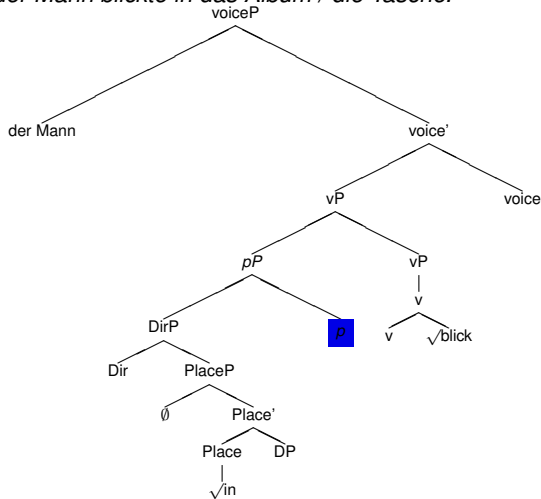 der Mann blickte in das Album / die Tasche.
voiceP
der Mann voice'
vP voice
pP vP
DirP p v
Dir PlaceP v √blick
∅ Place'
Place DP
√in